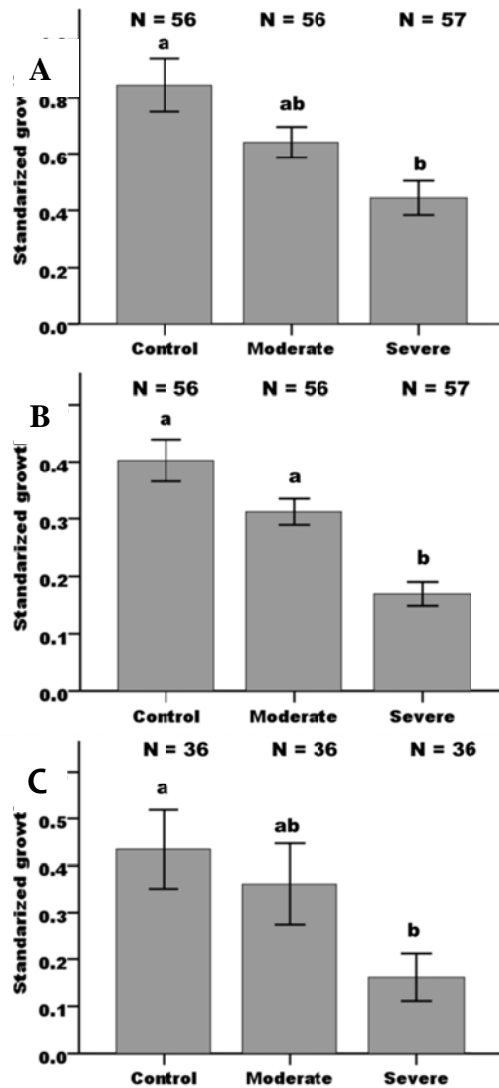 N = 56 N = 56 N = 57
A
a
ab
b
Standarized grow
0.8
0.6
0.4
0.2
0.0
Control Moderate Severe
N = 56 N = 56 N = 57
B
a
a
b
Standarized growt
0.4
0.3
0.2
0.1
0.0
Control Moderate Severe
N = 36 N = 36 N = 36
C
a
ab
b
Standarized growt
0.5
0.4
0.3
0.2
0.1
0.0
Control Moderate Severe